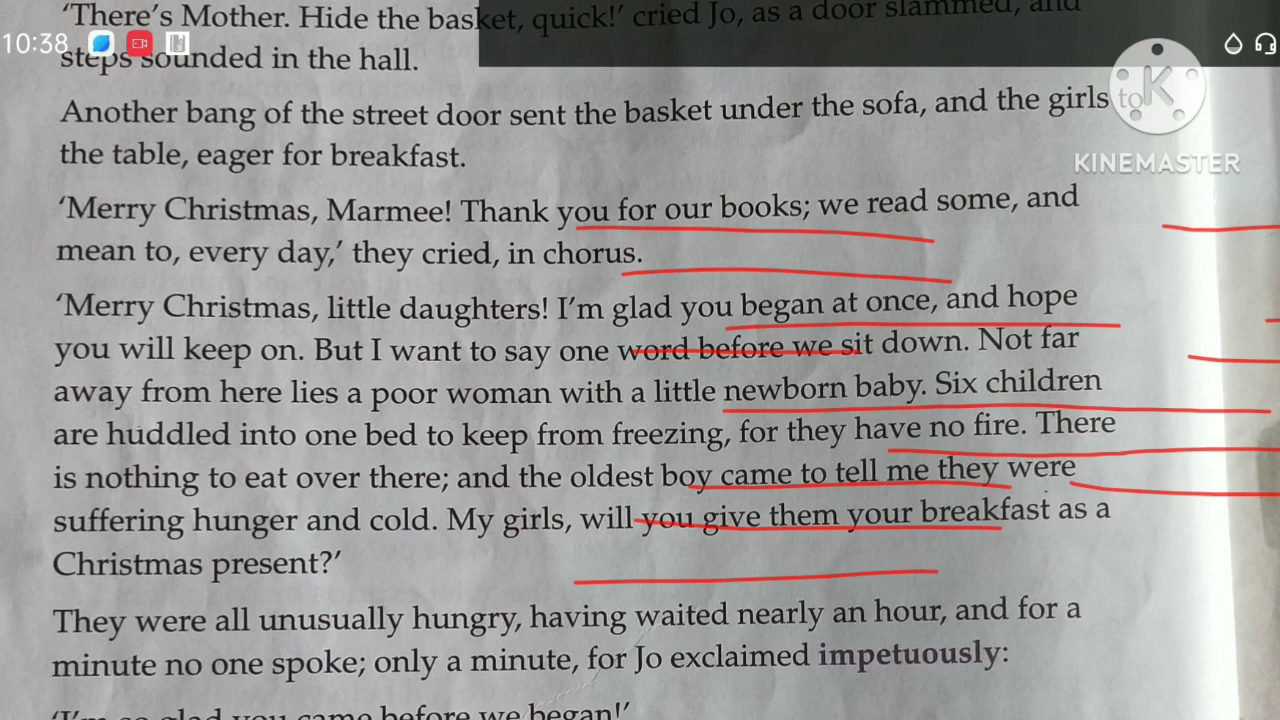 ‘There’s Mother. Hide the basket, quick!’ cried Jo, as a door slammed, and
10:38
steps sounded in the hall.
Another bang of the street door sent the basket under the sofa, and the girls to
the table, eager for breakfast.
K
KINEMASTER
‘Merry Christmas, Marmee! Thank you for our books; we read some, and
mean to, every day,’ they cried, in chorus.
‘Merry Christmas, little daughters! I’m glad you began at once, and hope
you will keep on. But I want to say one word before we sit down. Not far
away from here lies a poor woman with a little newborn baby. Six children
are huddled into one bed to keep from freezing, for they have no fire. There
is nothing to eat over there; and the oldest boy came to tell me they were
suffering hunger and cold. My girls, will you give them your breakfast as a
Christmas present?’
They were all unusually hungry, having waited nearly an hour, and for a
minute no one spoke; only a minute, for Jo exclaimed impetuously:
‘I’m so glad you came before we began!’